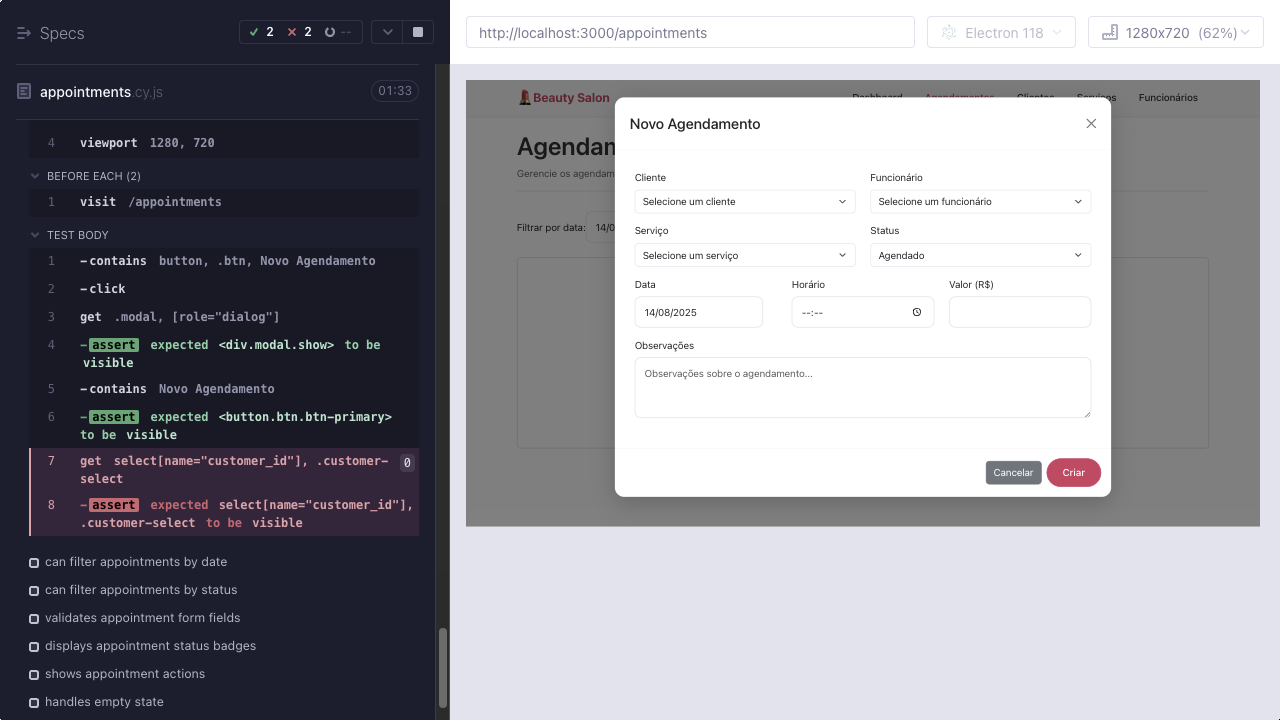 Specs
2
2
--
appointments.cy.js
01:33
4 viewport 1280, 720
BEFORE EACH (2)
1 visit /appointments
TEST BODY
1 -contains button, .btn, Novo Agendamento
2 -click
3 get .modal, [role="dialog"]
4 -assert expected <div.modal.show> to be
visible
5 -contains Novo Agendamento
6 -assert expected <button.btn.btn-primary>
to be visible
7 get select[name="customer_id"], .customer-
select 0
8 -assert expected select[name="customer_id"],
.customer-select to be visible
can filter appointments by date
can filter appointments by status
validates appointment form fields
displays appointment status badges
shows appointment actions
handles empty state
http://localhost:3000/appointments
Electron 118
1280x720 (62%)
Beauty Salon
Dashboard
Agendamentos
Clientes
Serviços
Funcionários
Agendam
Gerencie os agendam
Filtrar por data: 14/0
Novo Agendamento
Cliente
Funcionário
Selecione um cliente
Selecione um funcionário
Serviço
Status
Selecione um serviço
Agendado
Data
Horário
Valor (R$)
14/08/2025
--:--
Observações
Observações sobre o agendamento...
Cancelar
Criar